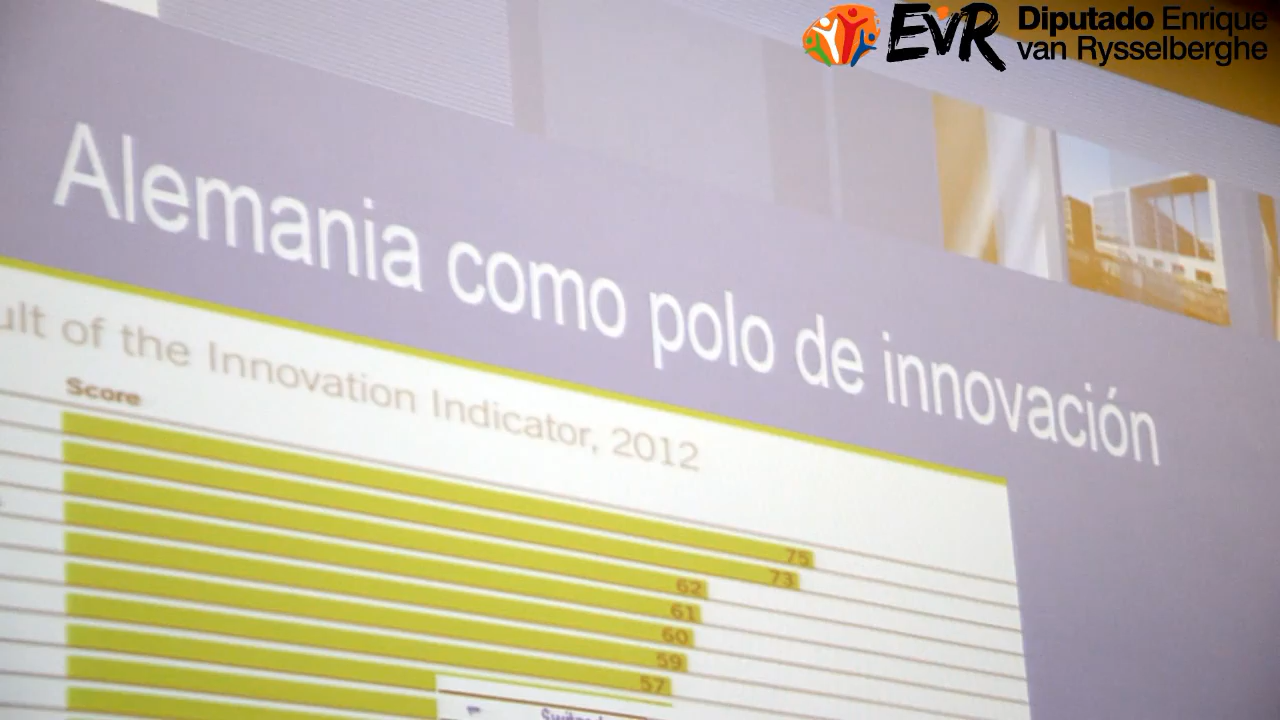 EVR
Diputado Enrique
van Rysselberghe
Alemania como polo de innovación
ult of the Innovation Indicator, 2012
Score
75
73
62
61
60
59
57